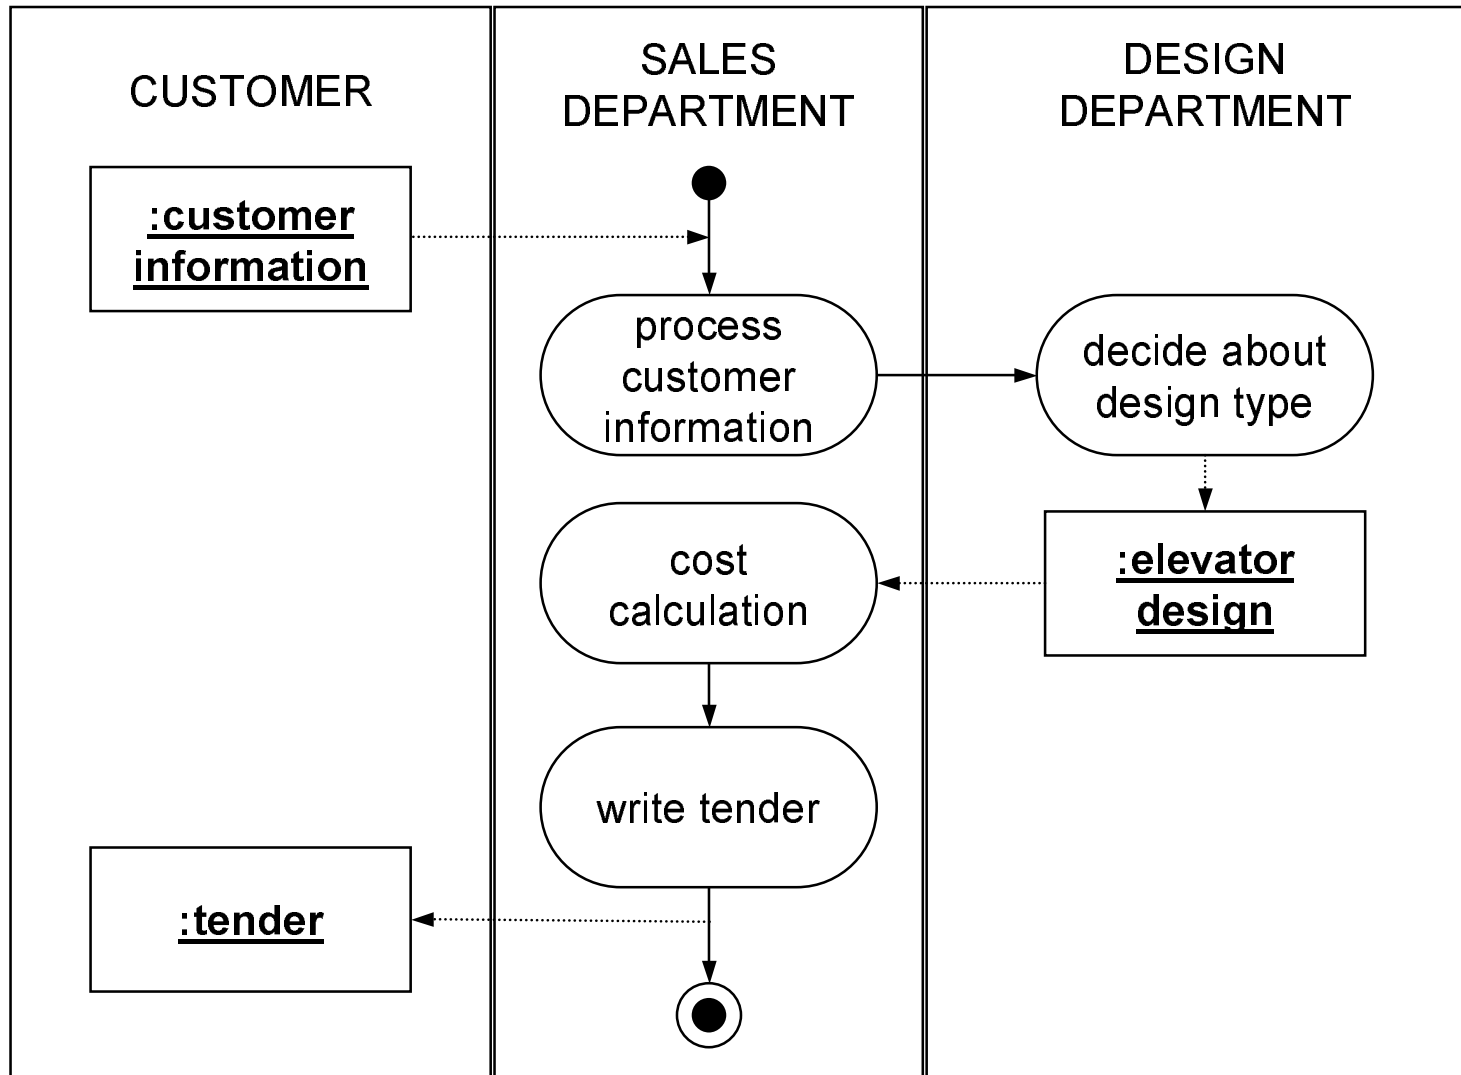 CUSTOMER
SALES
DEPARTMENT
DESIGN
DEPARTMENT
:customer
information
process
customer
information
decide about
design type
cost
calculation
:elevator
design
write tender
:tender